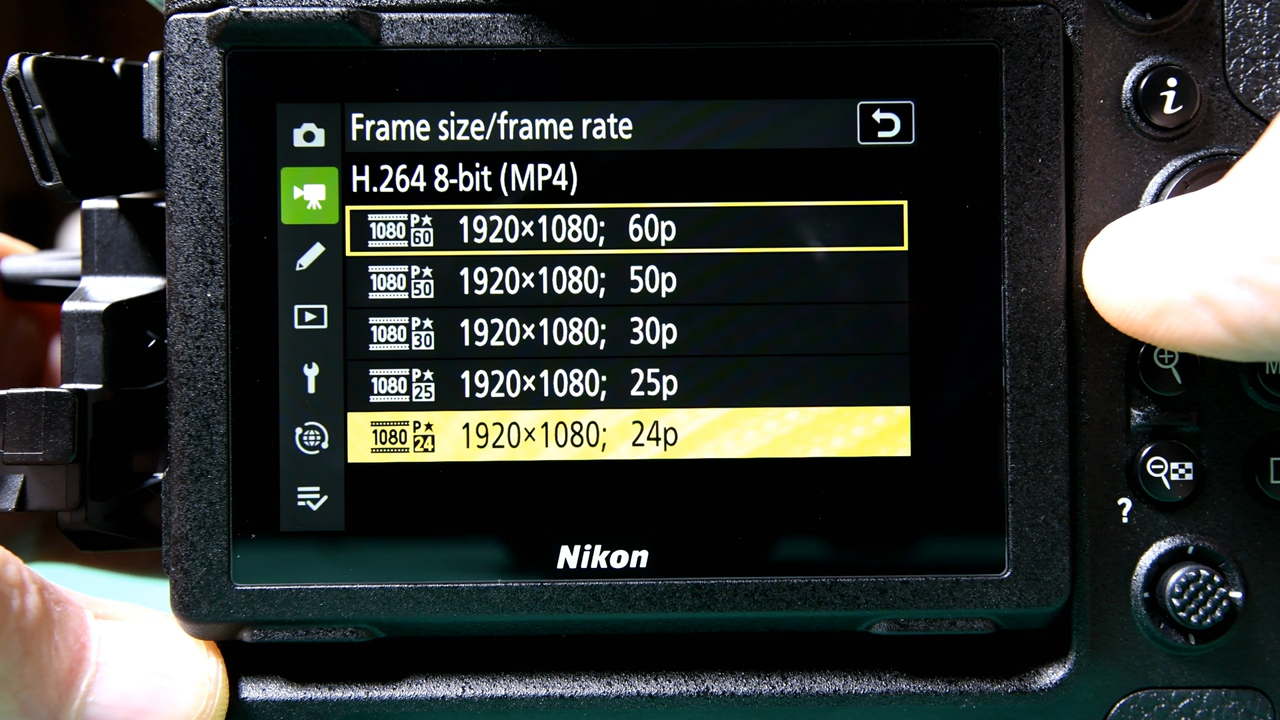 Frame size/frame rate
H.264 8-bit (MP4)
1080 P★ 60 1920×1080; 60p
1080 P★ 50 1920×1080; 50p
1080 P★ 30 1920×1080; 30p
1080 P★ 25 1920×1080; 25p
1080 P★ 24 1920×1080; 24p
Nikon
i
?